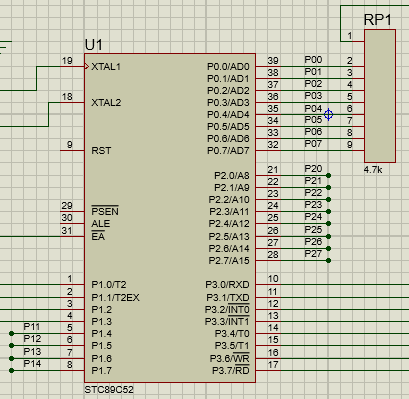 RP1
U1
1
19 XTAL1 P0.0/AD0 39 P00 2
P0.1/AD1 38 P01 3
P0.2/AD2 37 P02 4
18 XTAL2 P0.3/AD3 36 P03 5
P0.4/AD4 35 P04 6
P0.5/AD5 34 P05 7
P0.6/AD6 33 P06 8
9 RST P0.7/AD7 32 P07 9
4.7k
P2.0/A8 21 P20
P2.1/A9 22 P21
P2.2/A10 23 P22
29 PSEN P2.3/A11 24 P23
30 ALE P2.4/A12 25 P24
31 EA P2.5/A13 26 P25
P2.6/A14 27 P26
P2.7/A15 28 P27
1 P1.0/T2 P3.0/RXD 10
2 P1.1/T2EX P3.1/TXD 11
3 P1.2 P3.2/INT0 12
4 P1.3 P3.3/INT1 13
P11 5 P1.4 P3.4/T0 14
P12 6 P1.5 P3.5/T1 15
P13 7 P1.6 P3.6/WR 16
P14 8 P1.7 P3.7/RD 17
STC89C52